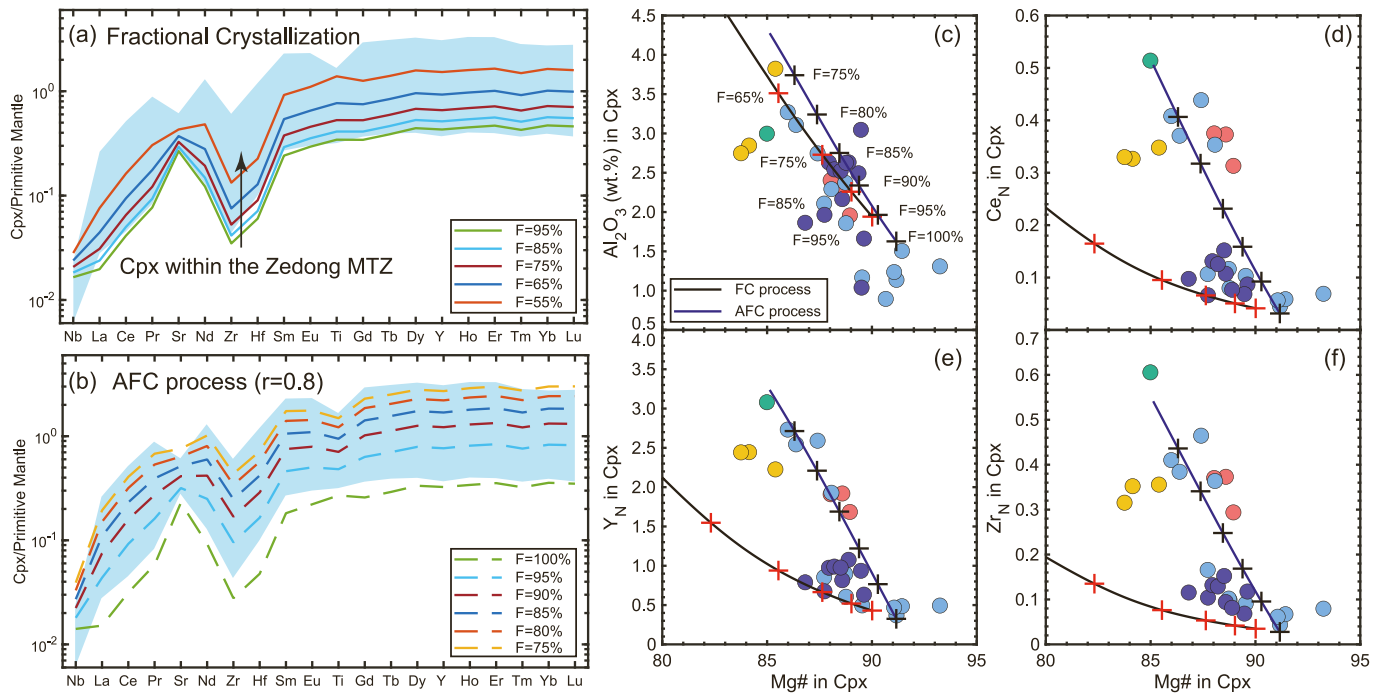 (a) Fractional Crystallization
Cpx/Primitive Mantle
10⁰
10⁻¹
10⁻²
Cpx within the Zedong MTZ
F=95%
F=85%
F=75%
F=65%
F=55%
Nb La Ce Pr Sr Nd Zr Hf Sm Eu Ti Gd Tb Dy Y Ho Er Tm Yb Lu
(b) AFC process (r=0.8)
Cpx/Primitive Mantle
10⁰
10⁻¹
10⁻²
F=100%
F=95%
F=90%
F=85%
F=80%
F=75%
Nb La Ce Pr Sr Nd Zr Hf Sm Eu Ti Gd Tb Dy Y Ho Er Tm Yb Lu
(c)
Al₂O₃ (wt.%) in Cpx
4.5
4.0
3.5
3.0
2.5
2.0
1.5
1.0
0.5
F=75%
F=65%
F=80%
F=75%
F=85%
F=90%
F=85%
F=95%
F=95%
F=100%
FC process
AFC process
(d)
Ce_N in Cpx
0.6
0.5
0.4
0.3
0.2
0.1
0
(e)
Y_N in Cpx
3.5
3.0
2.5
2.0
1.5
1.0
0.5
0
80 85 90 95
Mg# in Cpx
(f)
Zr_N in Cpx
0.7
0.6
0.5
0.4
0.3
0.2
0.1
0
80 85 90 95
Mg# in Cpx